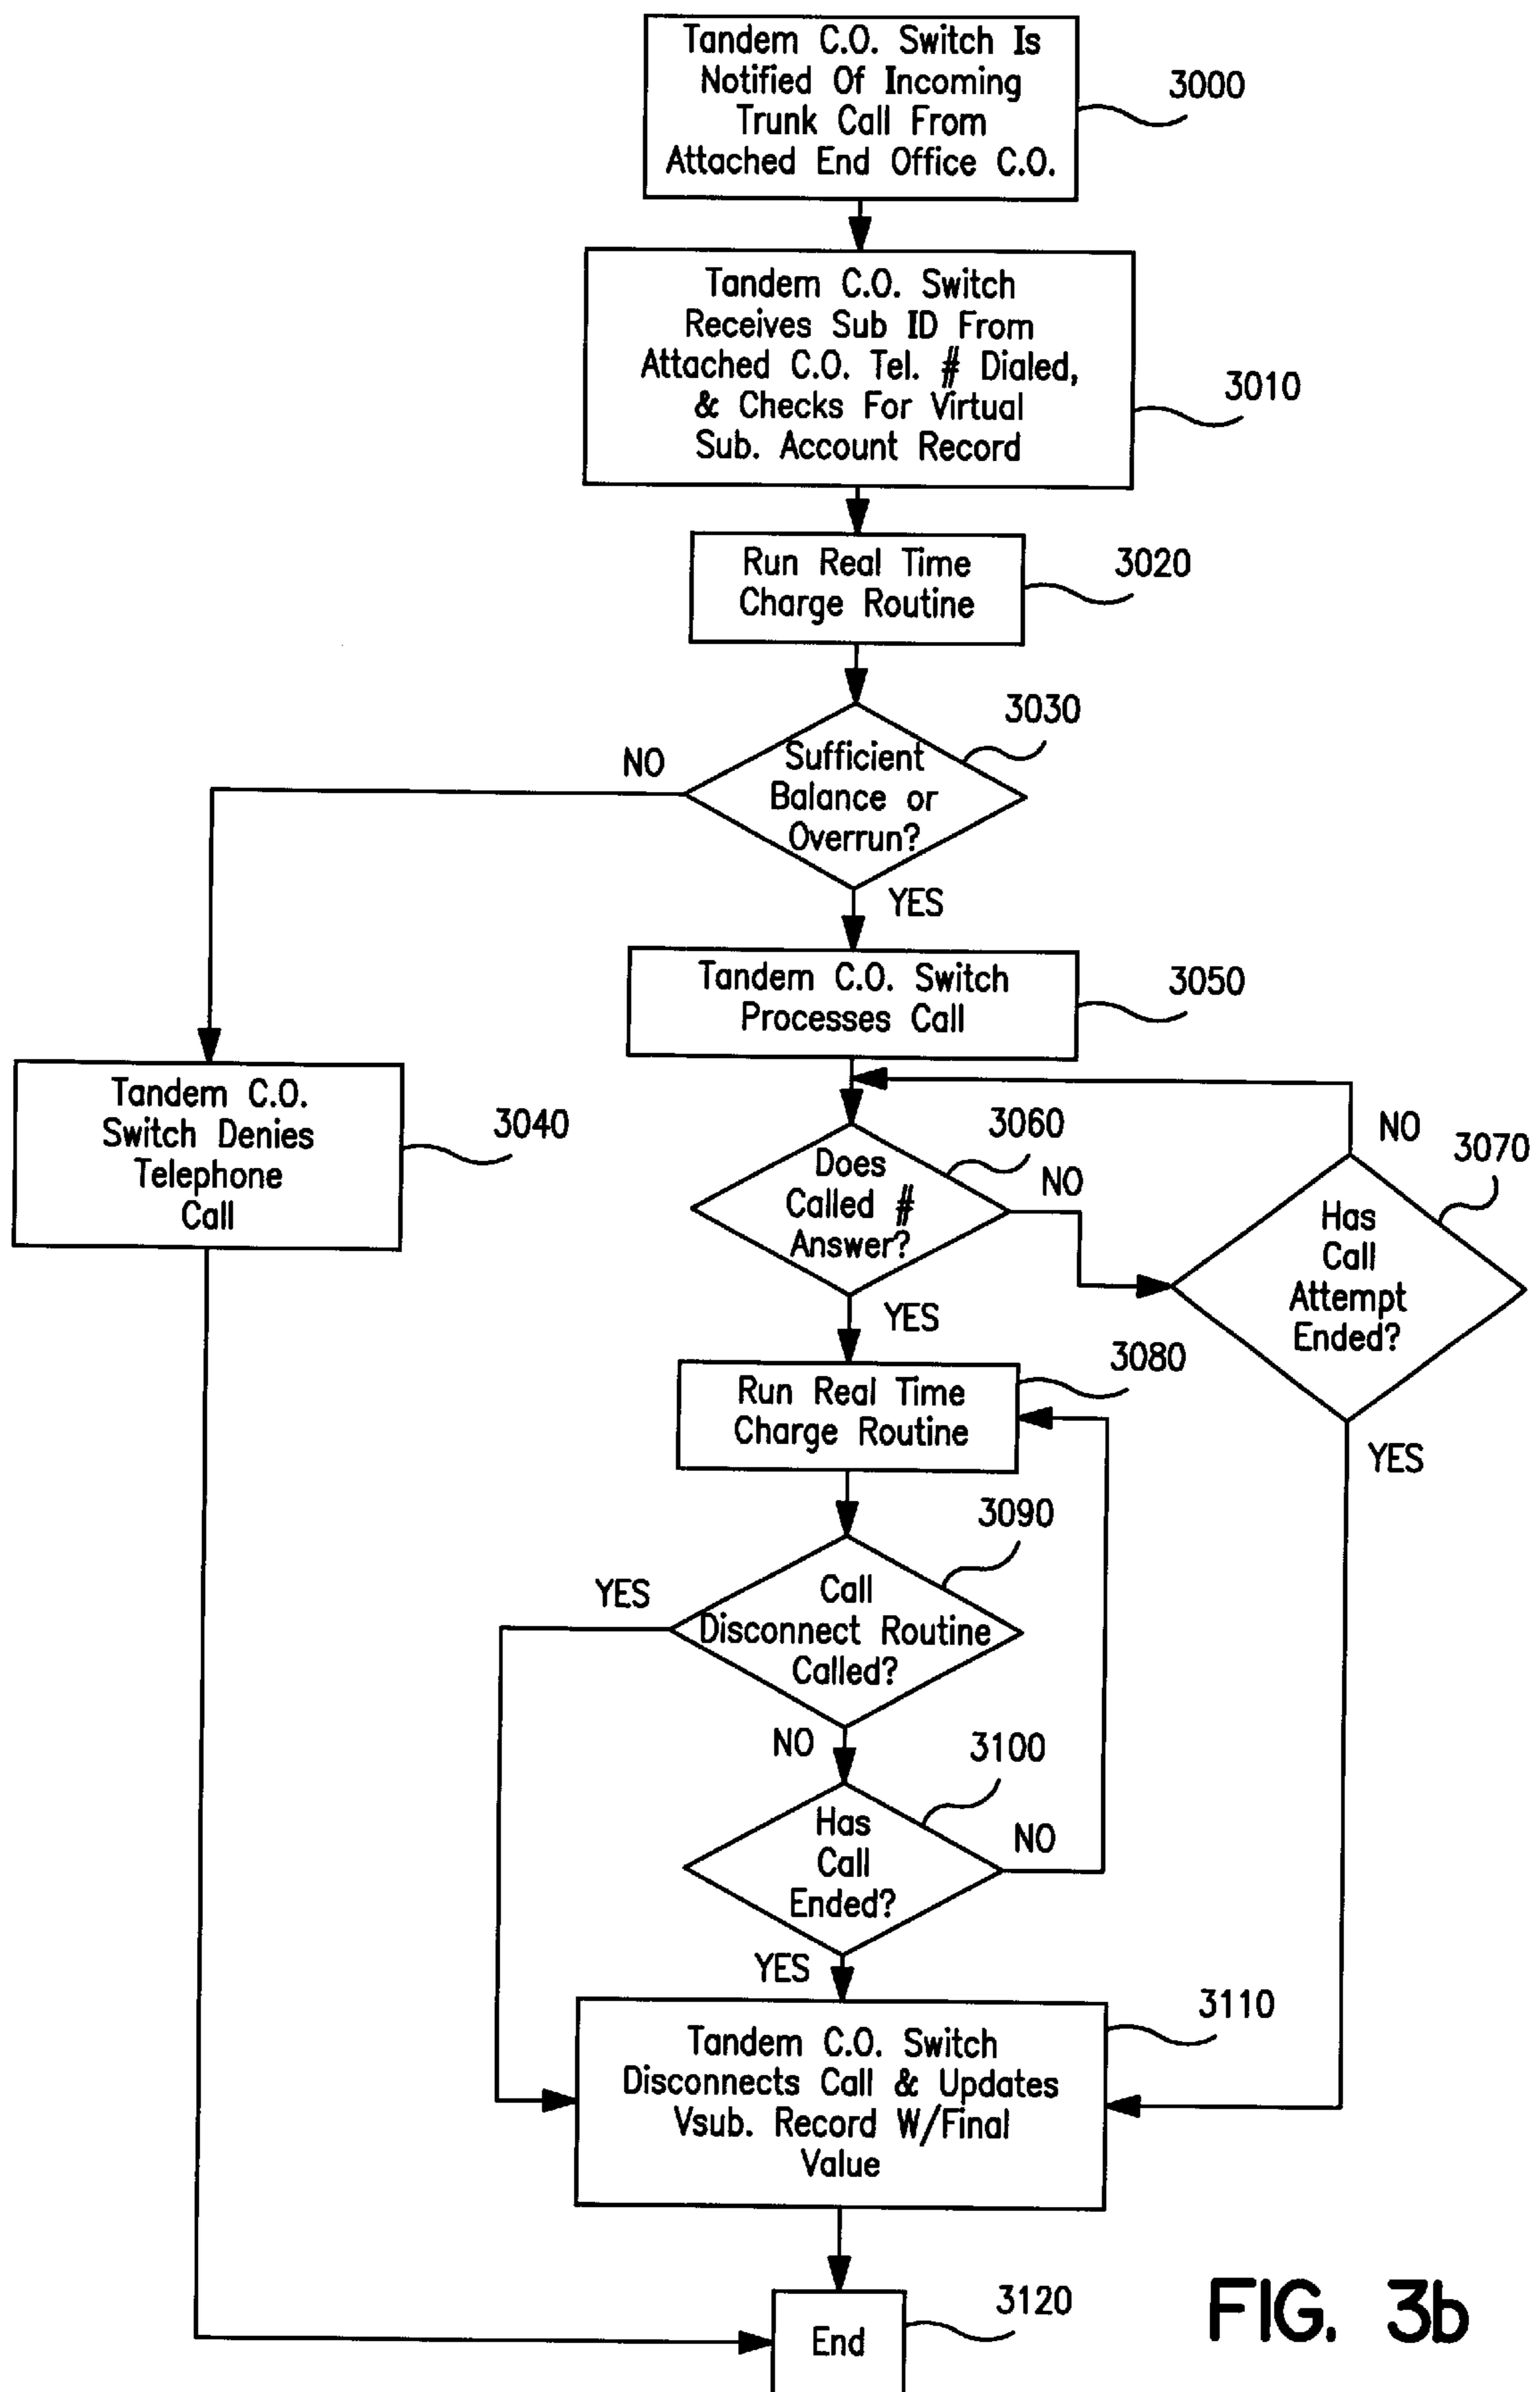 Tandem C.O. Switch Is
Notified Of Incoming
Trunk Call From
Attached End Office C.O.
3000
Tandem C.O. Switch
Receives Sub ID From
Attached C.O. Tel. # Dialed,
& Checks For Virtual
Sub. Account Record
3010
Run Real Time
Charge Routine
3020
Sufficient
Balance or
Overrun?
3030
NO
YES
Tandem C.O. Switch
Processes Call
3050
Tandem C.O.
Switch Denies
Telephone
Call
3040
Does
Called #
Answer?
3060
NO
YES
Has
Call
Attempt
Ended?
3070
NO
YES
Run Real Time
Charge Routine
3080
Call
Disconnect Routine
Called?
3090
YES
NO
Has
Call
Ended?
3100
NO
YES
Tandem C.O. Switch
Disconnects Call & Updates
Vsub. Record W/Final
Value
3110
End
3120
FIG. 3b